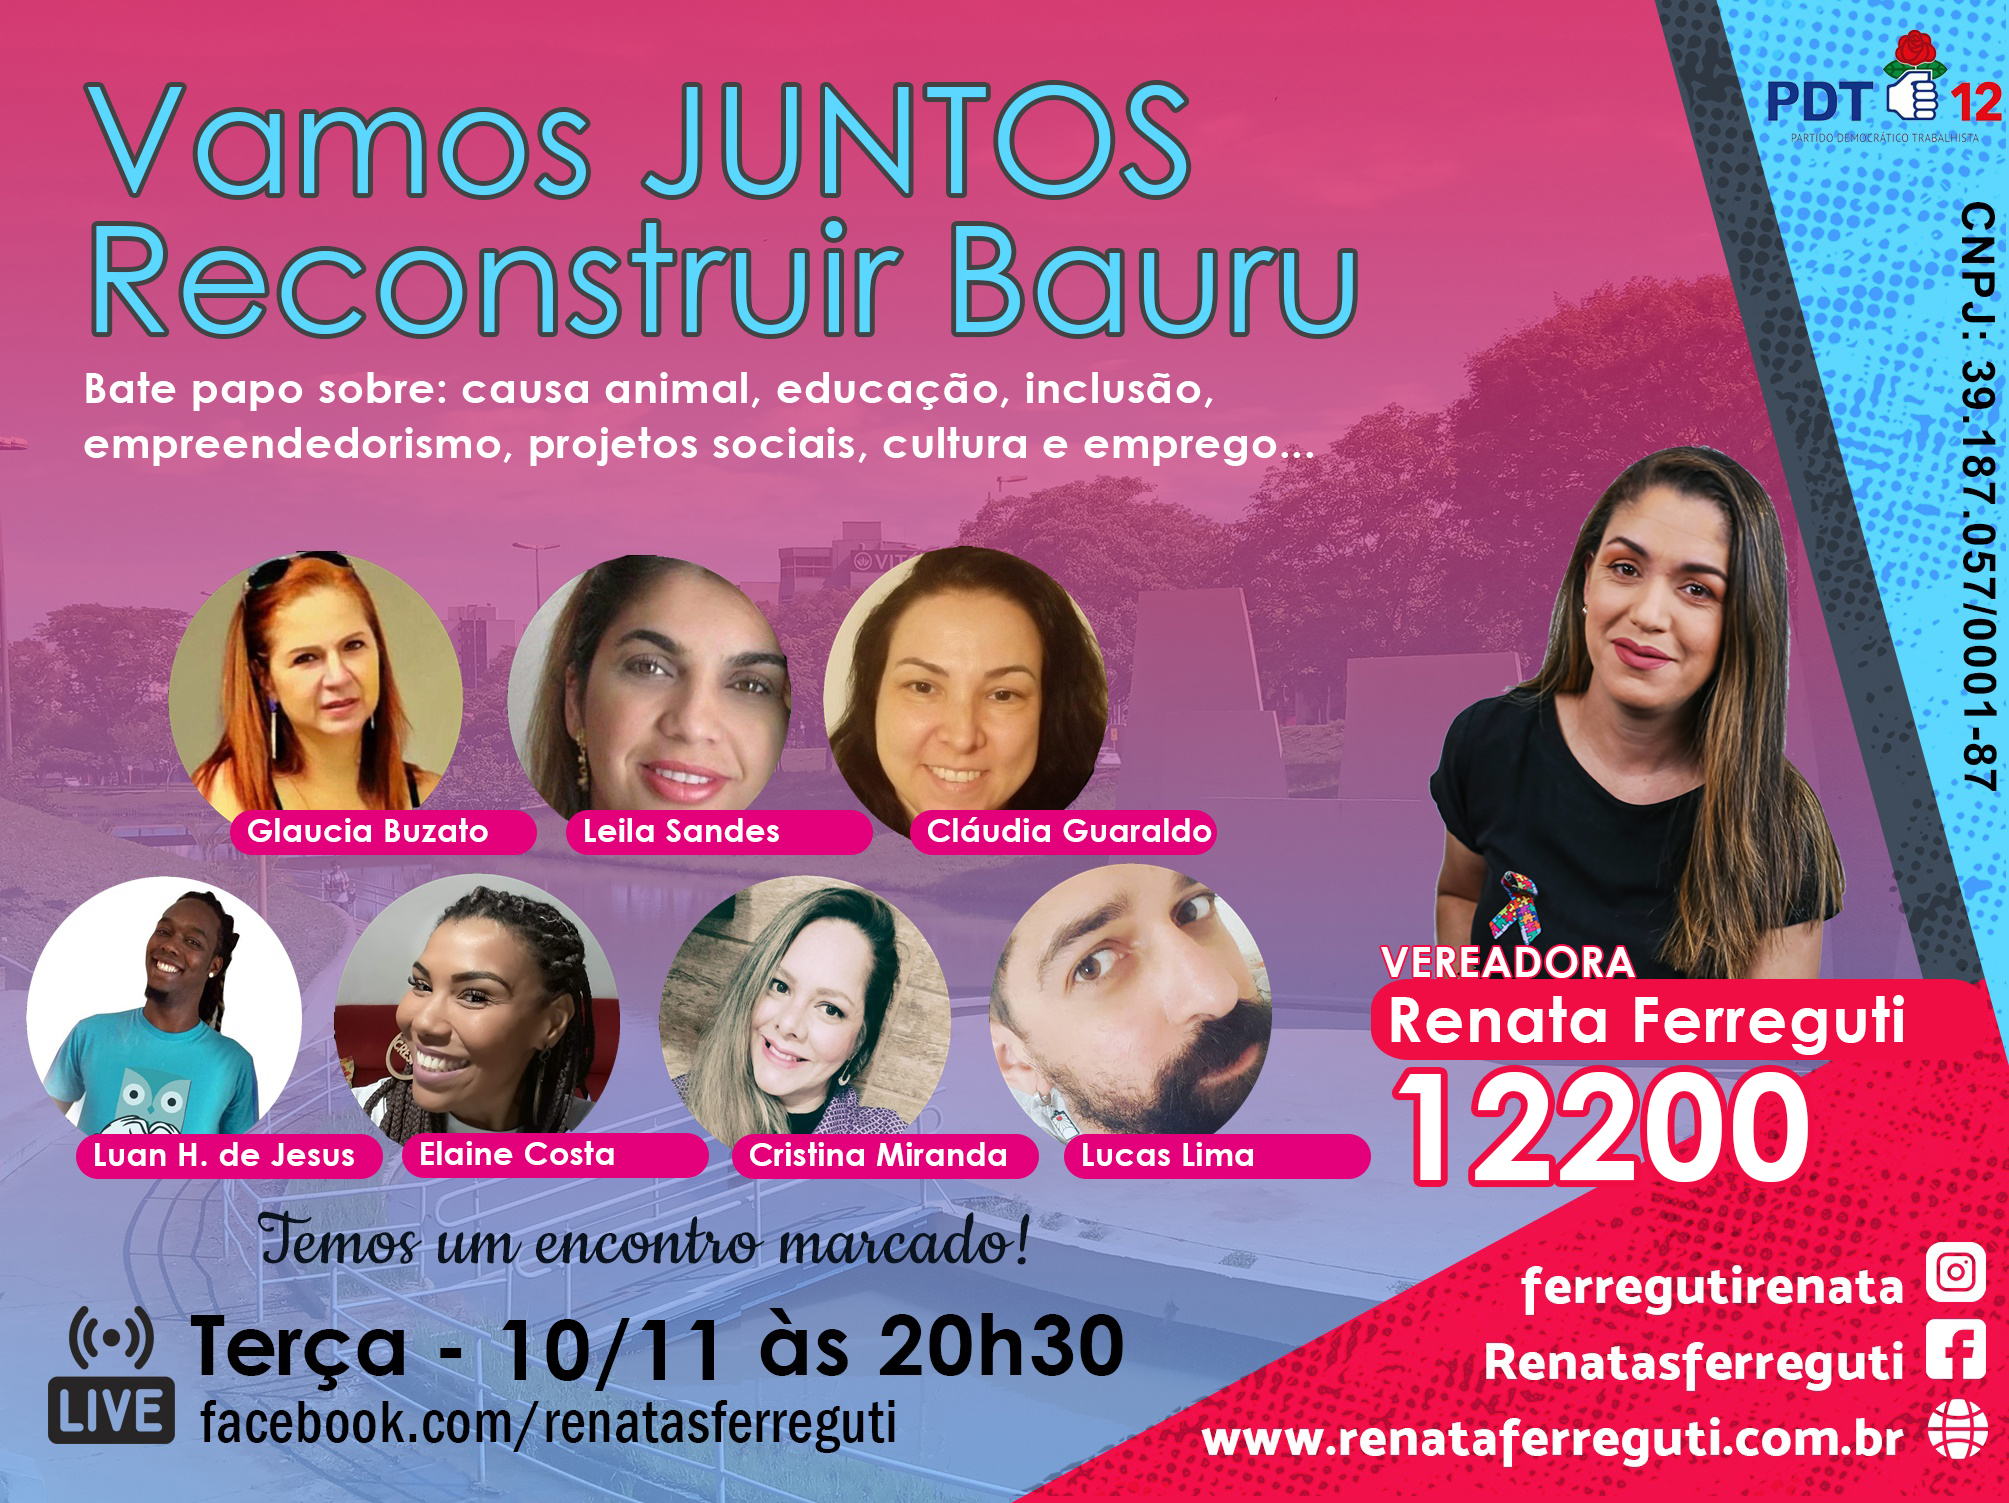 Vamos JUNTOS
Reconstruir Bauru
Bate papo sobre: causa animal, educação, inclusão,
empreendedorismo, projetos sociais, cultura e emprego...
PDT 12
PARTIDO DEMOCRÁTICO TRABALHISTA
CNPJ: 39.187.057/0001-87
Glaucia Buzato
Leila Sandes
Cláudia Guaraldo
Luan H. de Jesus
Elaine Costa
Cristina Miranda
Lucas Lima
VEREADORA
Renata Ferreguti
12200
Temos um encontro marcado!
LIVE
Terça - 10/11 às 20h30
facebook.com/renatasferreguti
ferregutirenata
Renatasferreguti
www.renataferreguti.com.br